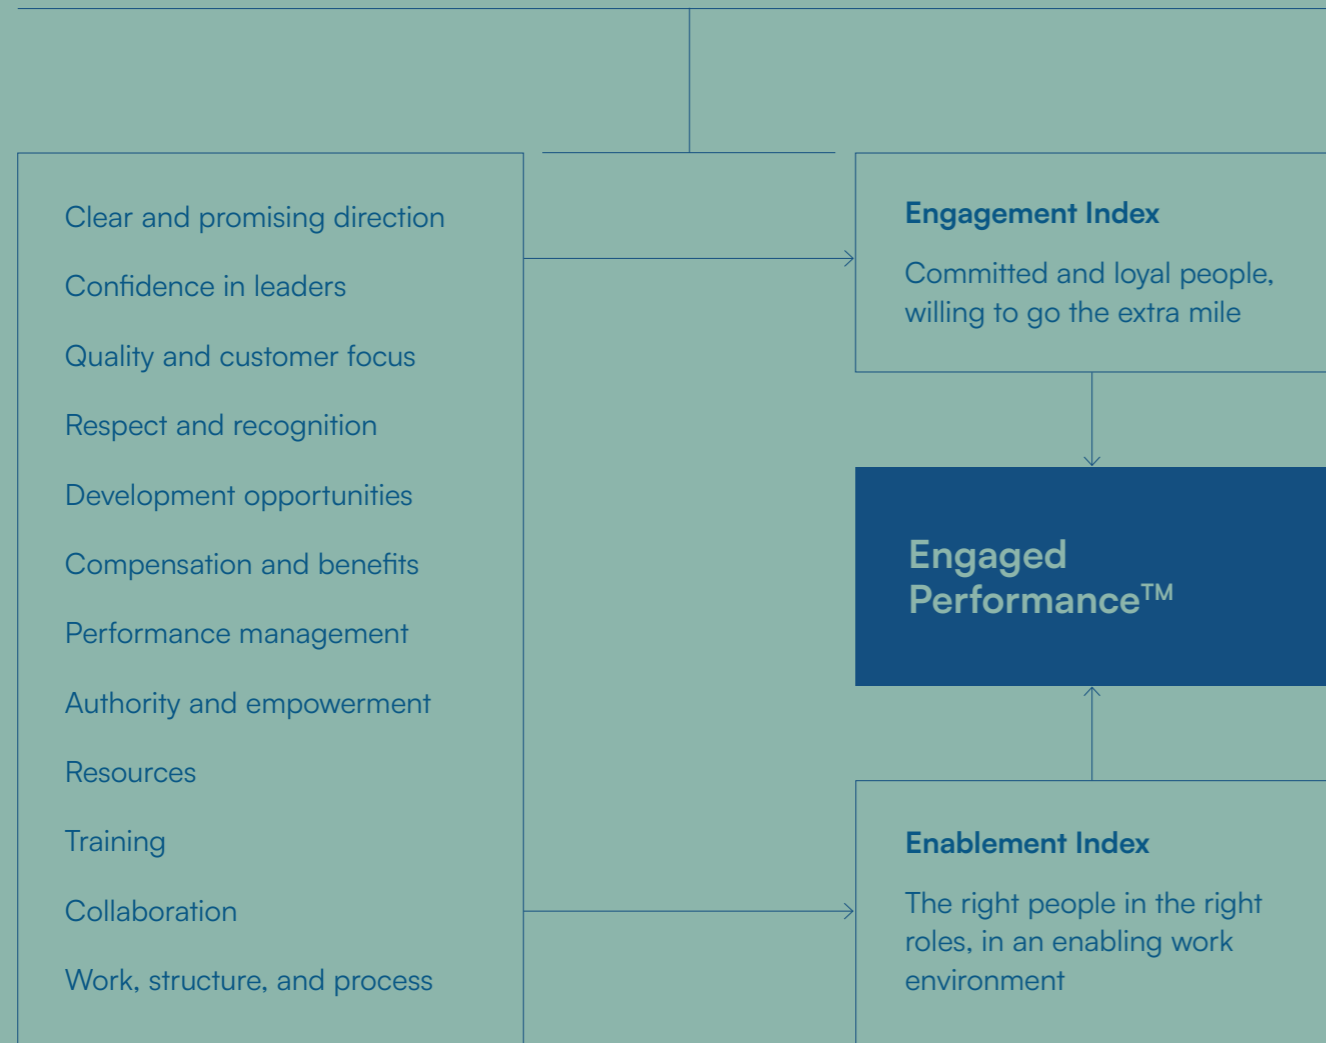 Clear and promising direction
Confidence in leaders
Quality and customer focus
Respect and recognition
Development opportunities
Compensation and benefits
Performance management
Authority and empowerment
Resources
Training
Collaboration
Work, structure, and process
Engagement Index
Committed and loyal people,
willing to go the extra mile
Engaged
Performance™
Enablement Index
The right people in the right
roles, in an enabling work
environment